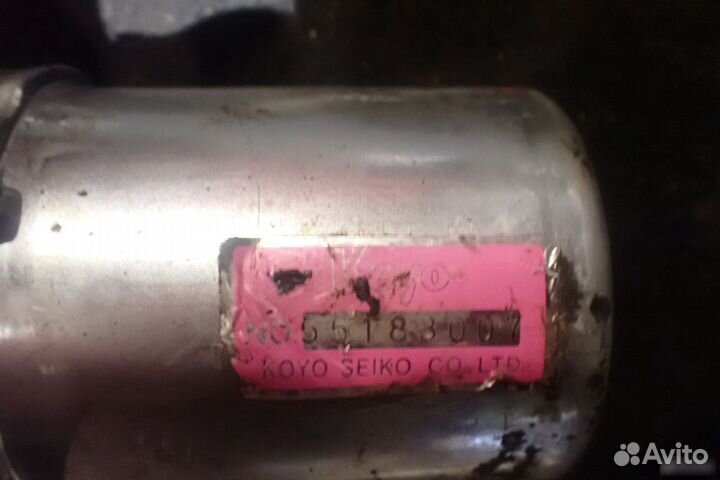 Koyo
NO.55183007
KOYO SEIKO CO.,LTD.
Avito